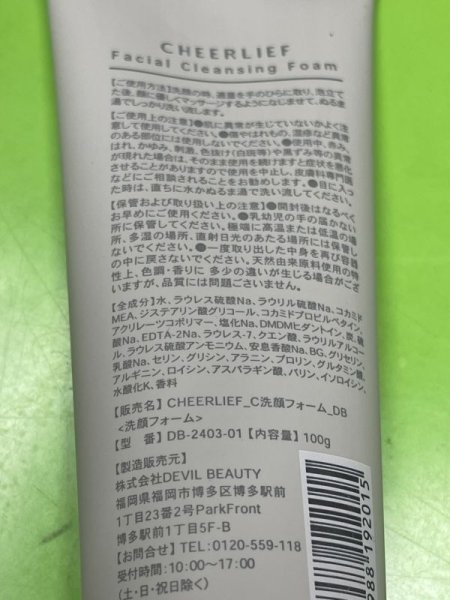 CHEERLIEF
Facial Cleansing Foam
【ご使用方法】洗顔の時、適量を手のひらに取り、泡立て
た後、顔に優しくマッサージするようになじませて、ぬるま
湯でしっかり洗い流します。
【ご使用上の注意】●肌に異常が生じていないかよく注
意して使用してください。●傷やはれもの、湿疹など異常
のある部位には使用しないでください。●使用中、赤み、
はれ、かゆみ、刺激、色抜け(白斑等)や黒ずみ等の異常
が現れた場合は、そのまま使用を続けますと症状を悪化
させることがありますので使用を中止し、皮膚科専門医
などにご相談されることをお勧めします。●目に入っ
た時は、直ちに水かぬるま湯で洗い流してください。
【保管および取り扱い上の注意】●開封後はなるべく
お早めにご使用ください。●乳幼児の手の届かない所
に保管してください。極端に高温または低温の場
所、多湿の場所、直射日光のあたる場所には保管し
ないでください。●一度取り出した中身を再び容器
の中に戻さないでください。天然由来原料使用の特
性上、色調・香りに 多少の違いが生じる場合がござ
いますが、品質には問題ございません。
【全成分】水、ラウレス硫酸Na、ラウリル硫酸Na、コカミド
MEA、ジステアリン酸グリコール、コカミドプロピルベタイン、
アクリレーツコポリマー、塩化Na、DMDMヒダントイン、炭、硫
酸Na、EDTA-2Na、ラウレス-7、クエン酸、ラウリルアルコー
ル、ラウレス硫酸アンモニウム、安息香酸Na、BG、グリセリン、
乳酸Na、セリン、グリシン、アラニン、プロリン、グルタミン酸、
アルギニン、ロイシン、アスパラギン酸、バリン、イソロイシン、
水酸化K、香料
【販売名】CHEERLIEF_C洗顔フォーム_DB
<洗顔フォーム>
【型 番】DB-2403-01【内容量】100g
【製造販売元】
株式会社DEVIL BEAUTY
福岡県福岡市博多区博多駅前
1丁目23番2号ParkFront
博多駅前1丁目5F-B
【お問合せ】TEL:0120-559-118
受付時間:10:00～17:00
(土・日・祝日除く)
988192015